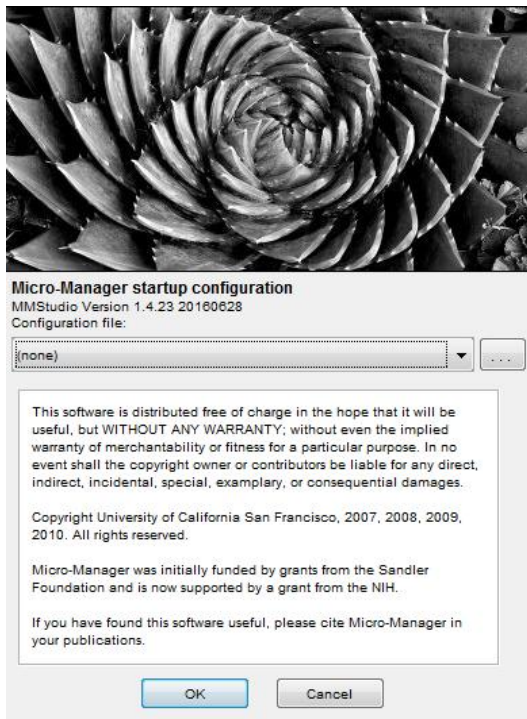 Micro-Manager startup configuration
MMStudio Version 1.4.23 20160628
Configuration file:
(none)
...
This software is distributed free of charge in the hope that it will be
useful, but WITHOUT ANY WARRANTY; without even the implied
warranty of merchantability or fitness for a particular purpose. In no
event shall the copyright owner or contributors be liable for any direct,
indirect, incidental, special, examplary, or consequential damages.
Copyright University of California San Francisco, 2007, 2008, 2009,
2010. All rights reserved.
Micro-Manager was initially funded by grants from the Sandler
Foundation and is now supported by a grant from the NIH.
If you have found this software useful, please cite Micro-Manager in
your publications.
OK
Cancel